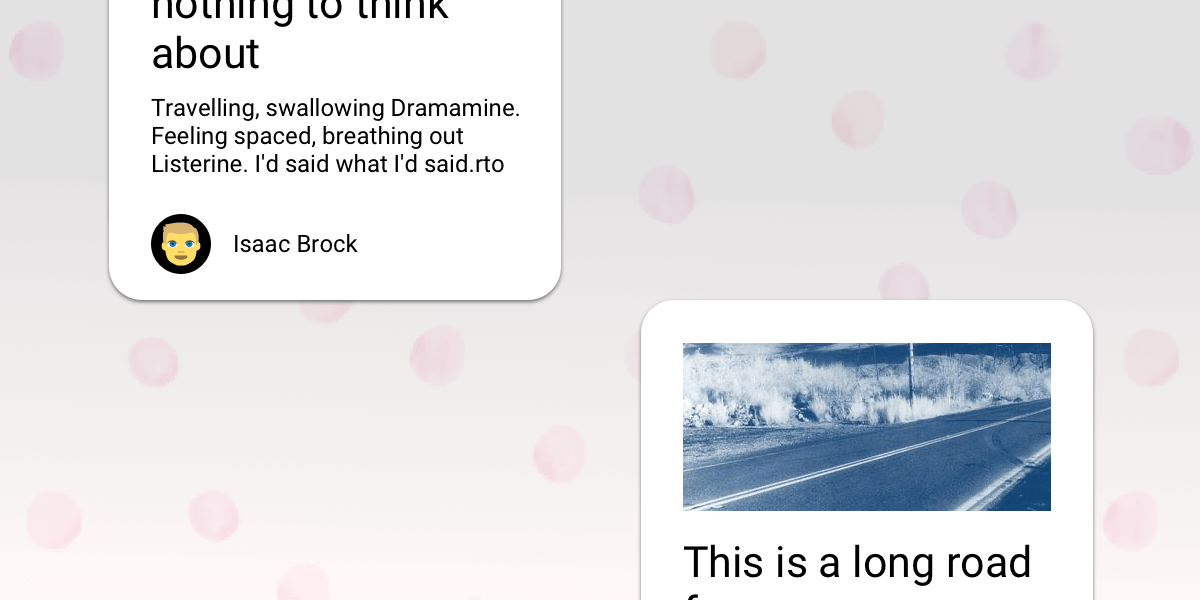 nothing to think
about
Travelling, swallowing Dramamine.
Feeling spaced, breathing out
Listerine. I'd said what I'd said.rto
Isaac Brock
This is a long road